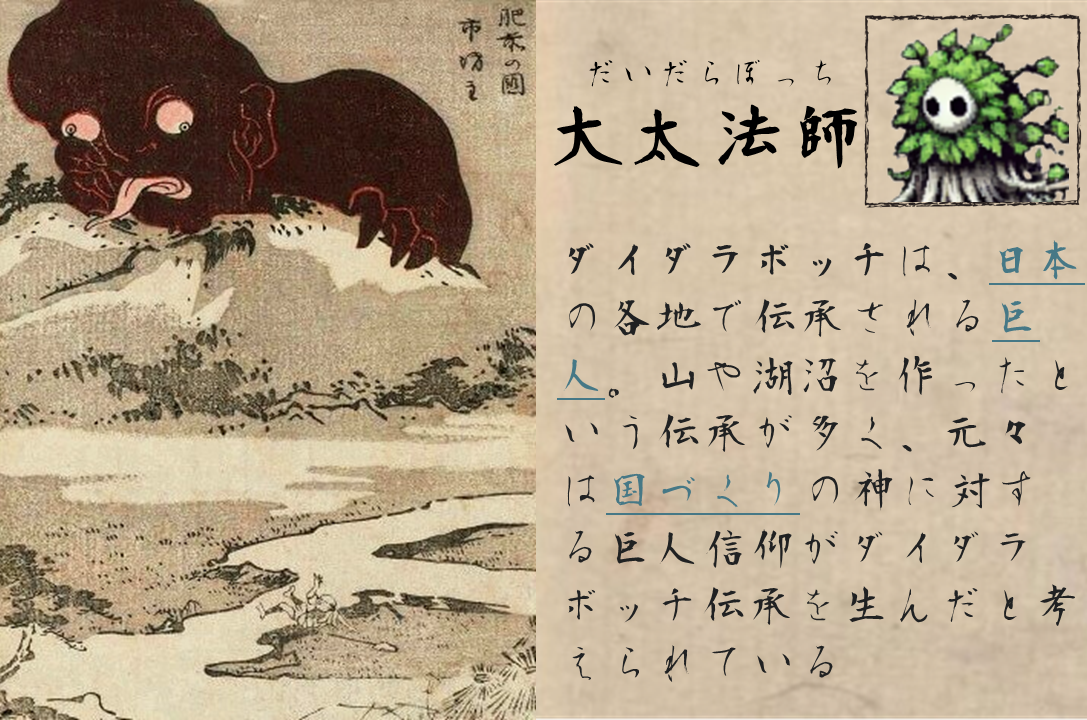 肥後の國
市坊主
だいだらぼっち
大太法師
ダイダラボッチは、日本
の各地で伝承される巨
人。山や湖沼を作ったと
いう伝承が多く、元々
は国づくりの神に対す
る巨人信仰がダイダラ
ボッチ伝承を生んだと考
えられている